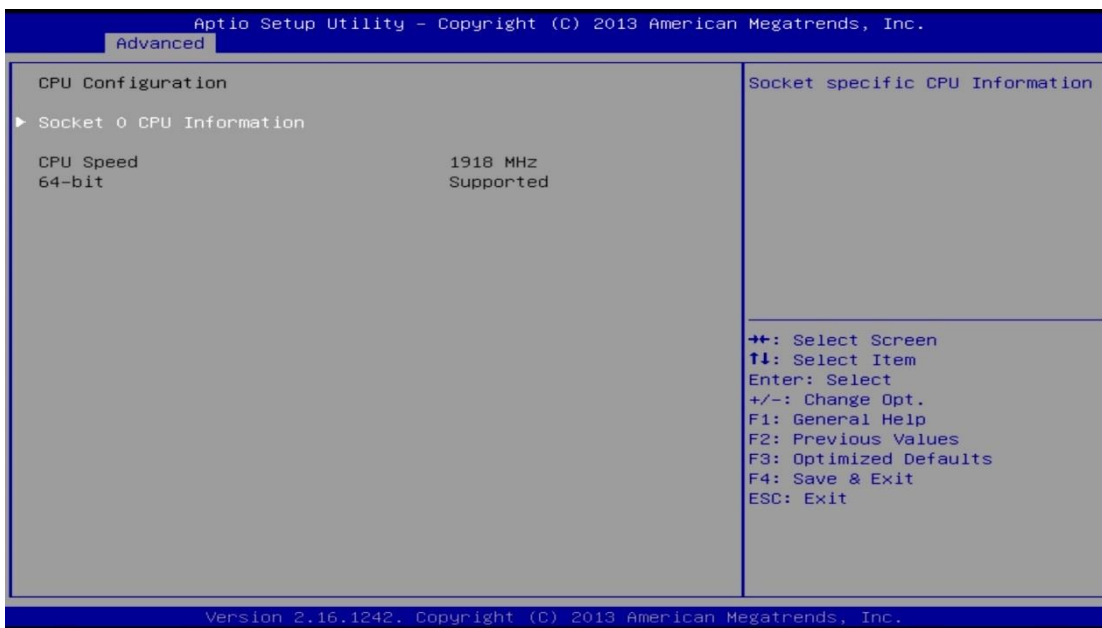 Aptio Setup Utility – Copyright (C) 2013 American Megatrends, Inc.
Advanced
CPU Configuration
► Socket 0 CPU Information
CPU Speed 1918 MHz
64-bit Supported
Socket specific CPU Information
→←: Select Screen
↑↓: Select Item
Enter: Select
+/-: Change Opt.
F1: General Help
F2: Previous Values
F3: Optimized Defaults
F4: Save & Exit
ESC: Exit
Version 2.16.1242. Copyright (C) 2013 American Megatrends, Inc.